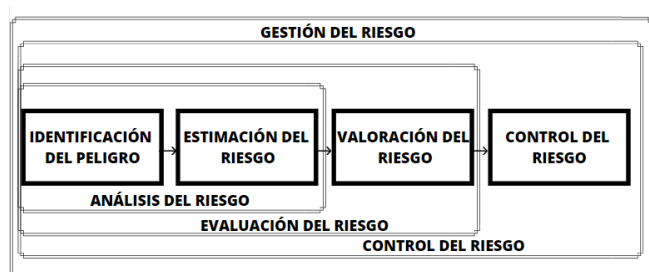 GESTIÓN DEL RIESGO
IDENTIFICACIÓN
DEL PELIGRO
ESTIMACIÓN DEL
RIESGO
VALORACIÓN DEL
RIESGO
CONTROL DEL
RIESGO
ANÁLISIS DEL RIESGO
EVALUACIÓN DEL RIESGO
CONTROL DEL RIESGO